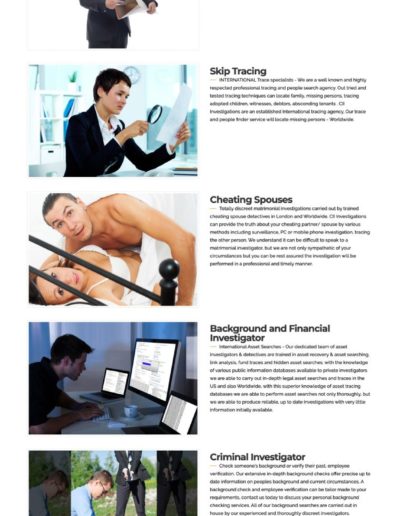 Skip Tracing
INTERNATIONAL Trace specialists - We are a well known and highly
respected professional tracing and people search agency. Our tried and
tested tracing techniques can locate family, missing persons, tracing
adopted children, witnesses, debtors, absconding tenants . CII
Investigations are an established international tracing agency. Our trace
and people finder service will locate missing persons - Worldwide.
Cheating Spouses
Totally discreet matrimonial investigations carried out by trained
cheating spouse detectives in London and Worldwide. CII Investigations
can provide the truth about your cheating partner/ spouse by various
methods including surveillance, PC or mobile phone investigation, tracing
the other person. We understand it can be difficult to speak to a
matrimonial investigator, but we are not only sympathetic of your
circumstances but you can be rest assured the investigation will be
performed in a professional and timely manner.
Background and Financial
Investigator
International Asset Searches - Our dedicated team of asset
investigators & detectives are trained in asset recovery & asset searching,
link analysis, fund traces and hidden asset searches; with the knowledge
of various public information databases available to private investigators
we are able to carry out in-depth legal asset searches and traces in the
US and also Worldwide, with this superior knowledge of asset tracing
databases we are able to perform asset searches not only thoroughly, but
we are able to produce reliable, up to date investigations with very little
information initially available.
Criminal Investigator
Check someone's background or verify their past, employee
verification. Our extensive in-depth background checks offer precise up to
date information on peoples background and current circumstances. A
background check and employee verification can be tailor made to your
requirements, contact us today to discuss your personal background
checking services. All of our background searches are carried out in
house by our experienced and thoroughly discreet investigators.